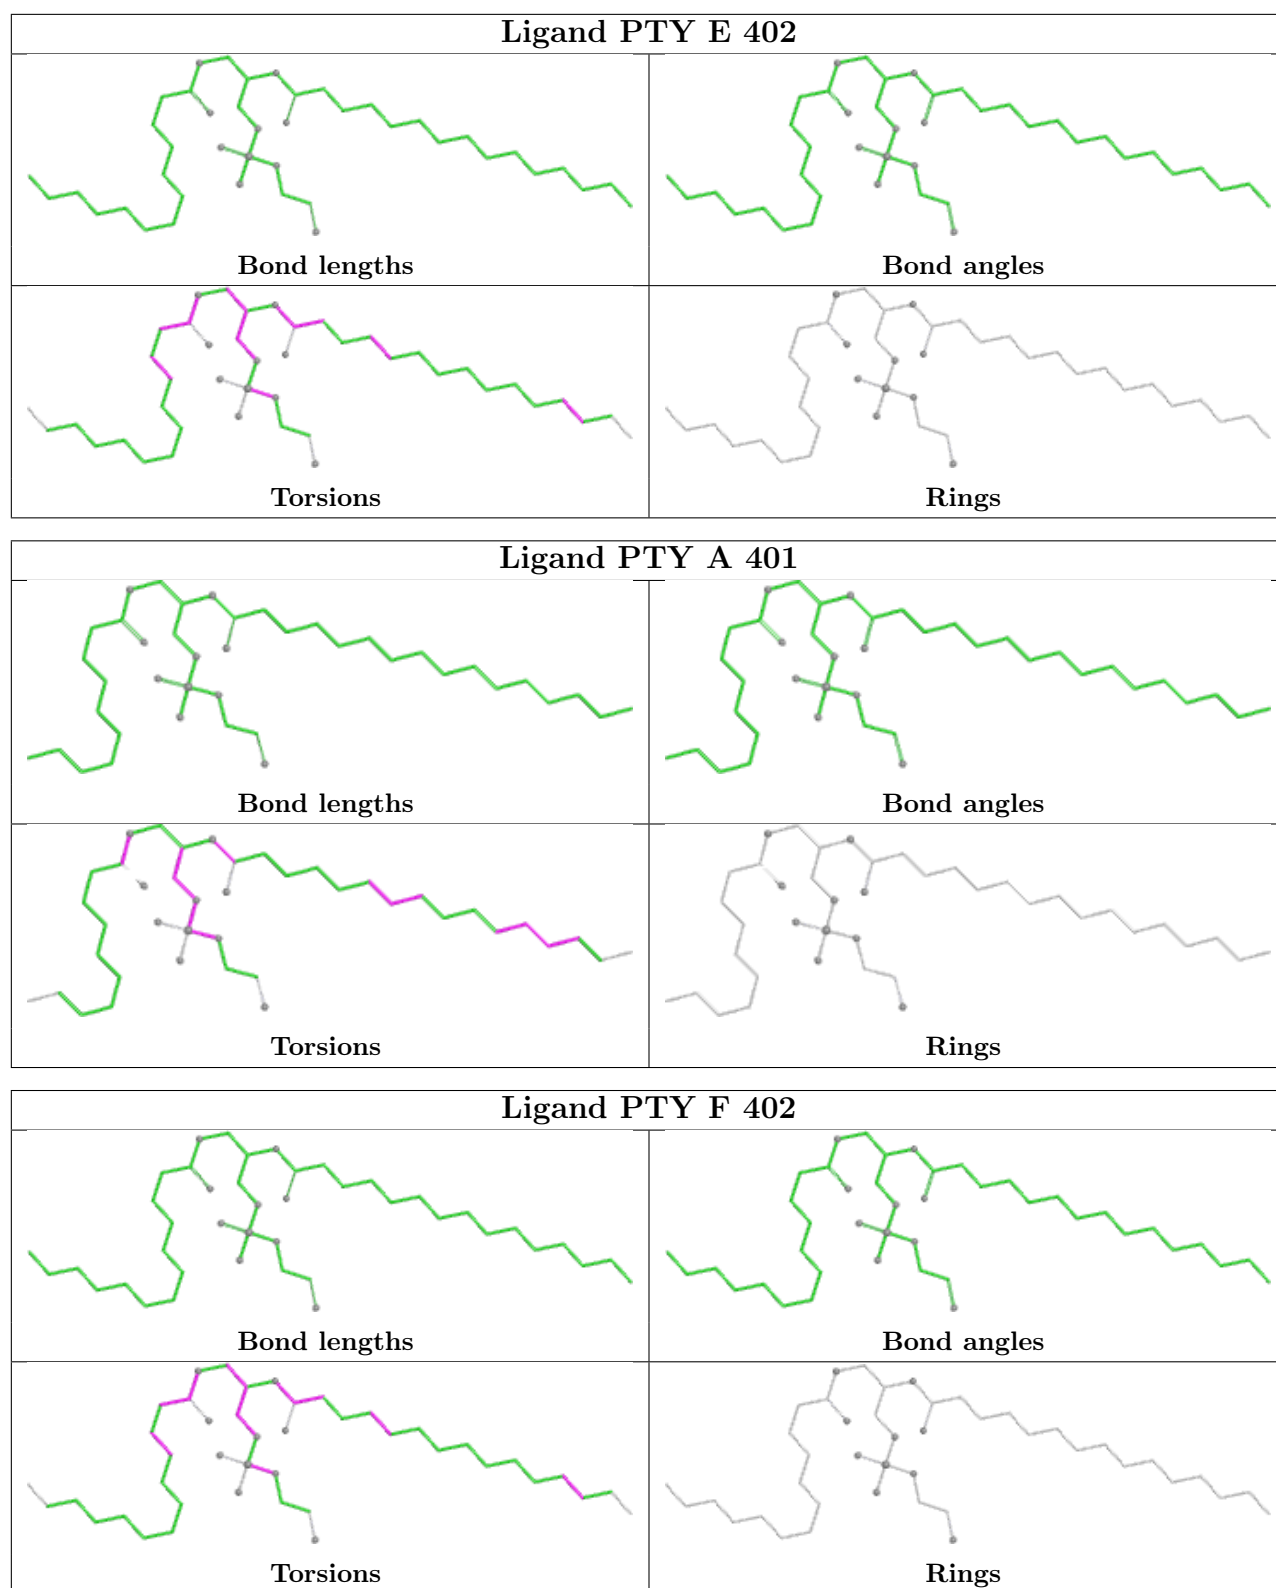 Ligand PTY E 402
Bond lengths
Bond angles
Torsions
Rings
Ligand PTY A 401
Bond lengths
Bond angles
Torsions
Rings
Ligand PTY F 402
Bond lengths
Bond angles
Torsions
Rings